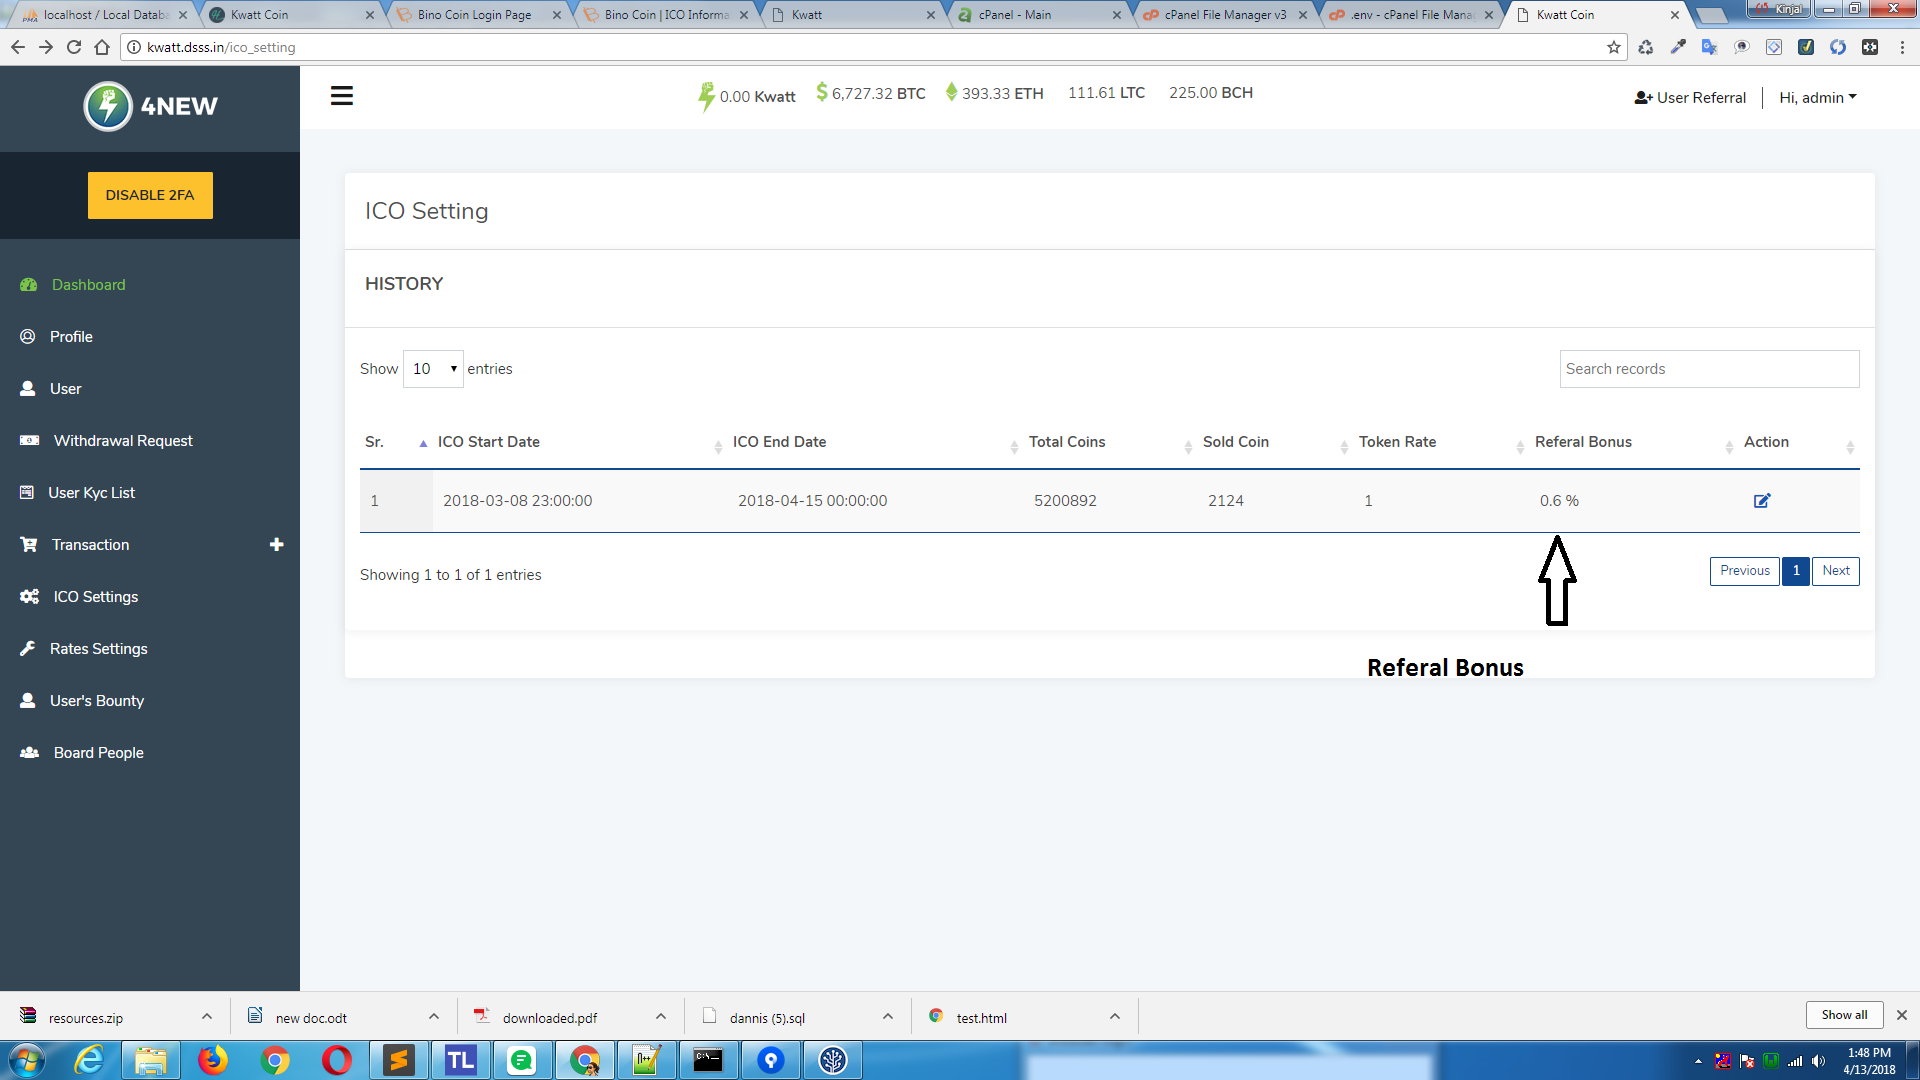 localhost / Local Databa
Kwatt Coin
Bino Coin Login Page
Bino Coin | ICO Informa
Kwatt
cPanel - Main
cPanel File Manager v3
.env - cPanel File Mana
Kwatt Coin
Kinjal
kwatt.dsss.in/ico_setting
4NEW
0.00 Kwatt
6,727.32 BTC
393.33 ETH
111.61 LTC
225.00 BCH
User Referral
Hi, admin
DISABLE 2FA
Dashboard
Profile
User
Withdrawal Request
User Kyc List
Transaction
ICO Settings
Rates Settings
User's Bounty
Board People
ICO Setting
HISTORY
Show 10 entries
Search records
Sr. ICO Start Date ICO End Date Total Coins Sold Coin Token Rate Referal Bonus Action
1 2018-03-08 23:00:00 2018-04-15 00:00:00 5200892 2124 1 0.6 %
Showing 1 to 1 of 1 entries
Previous 1 Next
Referal Bonus
resources.zip
new doc.odt
downloaded.pdf
dannis (5).sql
test.html
Show all
TL
1:48 PM
4/13/2018